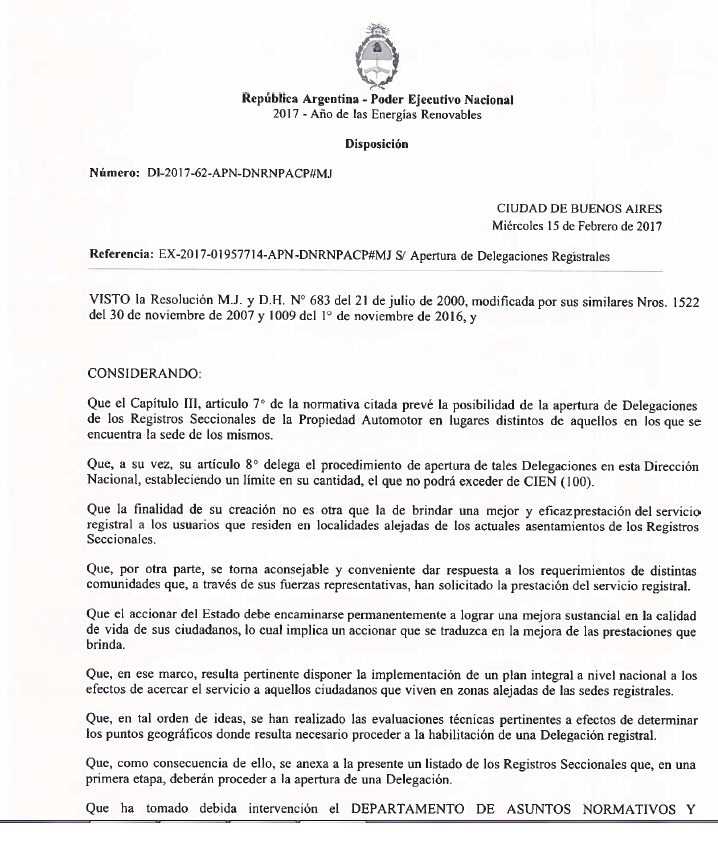 República Argentina - Poder Ejecutivo Nacional
2017 - Año de las Energías Renovables
Disposición
Número: DI-2017-62-APN-DNRNPACP#MJ
CIUDAD DE BUENOS AIRES
Miércoles 15 de Febrero de 2017
Referencia: EX-2017-01957714-APN-DNRNPACP#MJ S/ Apertura de Delegaciones Registrales
VISTO la Resolución M.J. y D.H. N° 683 del 21 de julio de 2000, modificada por sus similares Nros. 1522
del 30 de noviembre de 2007 y 1009 del 1° de noviembre de 2016, y
CONSIDERANDO:
Que el Capítulo III, artículo 7° de la normativa citada prevé la posibilidad de la apertura de Delegaciones
de los Registros Seccionales de la Propiedad Automotor en lugares distintos de aquellos en los que se
encuentra la sede de los mismos.
Que, a su vez, su artículo 8° delega el procedimiento de apertura de tales Delegaciones en esta Dirección
Nacional, estableciendo un límite en su cantidad, el que no podrá exceder de CIEN (100).
Que la finalidad de su creación no es otra que la de brindar una mejor y eficazprestación del servicio
registral a los usuarios que residen en localidades alejadas de los actuales asentamientos de los Registros
Seccionales.
Que, por otra parte, se torna aconsejable y conveniente dar respuesta a los requerimientos de distintas
comunidades que, a través de sus fuerzas representativas, han solicitado la prestación del servicio registral.
Que el accionar del Estado debe encaminarse permanentemente a lograr una mejora sustancial en la calidad
de vida de sus ciudadanos, lo cual implica un accionar que se traduzca en la mejora de las prestaciones que
brinda.
Que, en ese marco, resulta pertinente disponer la implementación de un plan integral a nivel nacional a los
efectos de acercar el servicio a aquellos ciudadanos que viven en zonas alejadas de las sedes registrales.
Que, en tal orden de ideas, se han realizado las evaluaciones técnicas pertinentes a efectos de determinar
los puntos geográficos donde resulta necesario proceder a la habilitación de una Delegación registral.
Que, como consecuencia de ello, se anexa a la presente un listado de los Registros Seccionales que, en una
primera etapa, deberán proceder a la apertura de una Delegación.
Que ha tomado debida intervención el DEPARTAMENTO DE ASUNTOS NORMATIVOS Y